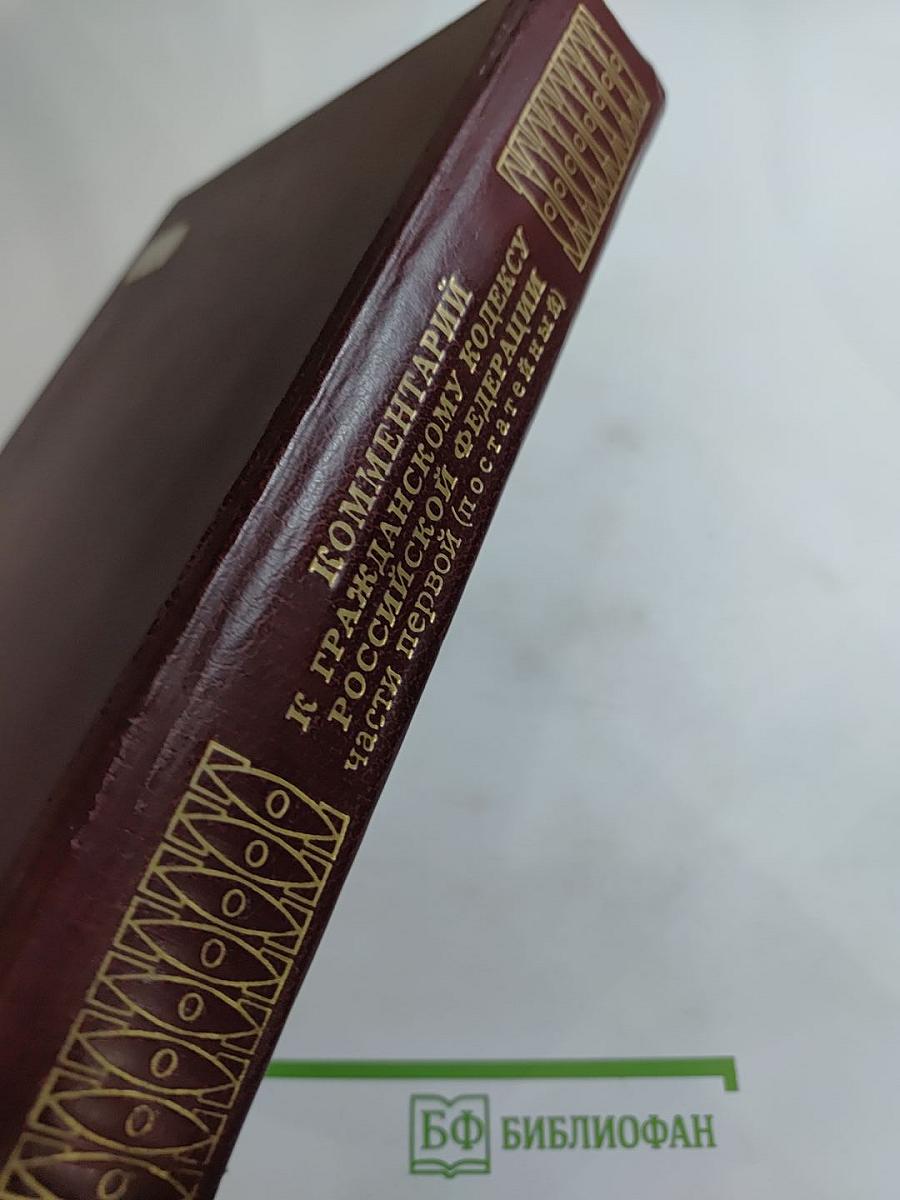 КОММЕНТАРИЙ
К ГРАЖДАНСКОМУ КОДЕКСУ
РОССИЙСКОЙ ФЕДЕРАЦИИ
части первой (постатейный)
БФ БИБЛИОФАН